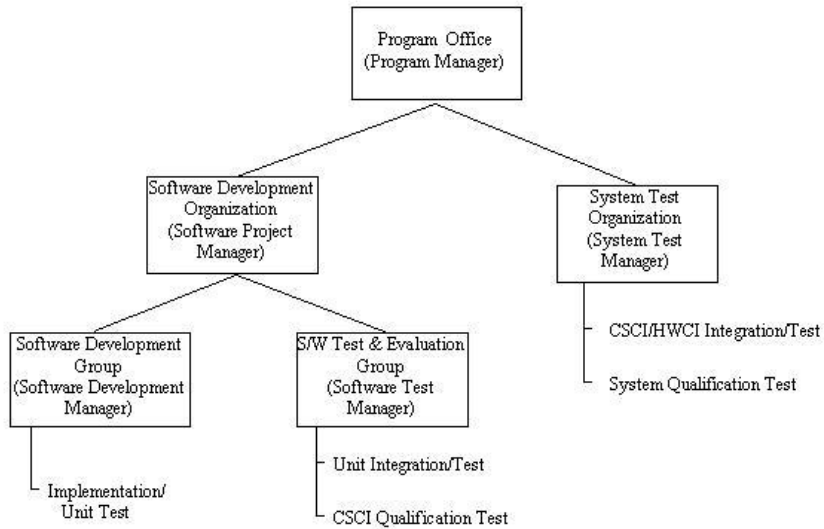 Program Office
(Program Manager)
Software Development
Organization
(Software Project
Manager)
System Test
Organization
(System Test
Manager)
Software Development
Group
(Software Development
Manager)
S/W Test & Evaluation
Group
(Software Test
Manager)
CSCI/HWCI Integration/Test
System Qualification Test
Implementation/
Unit Test
Unit Integration/Test
CSCI Qualification Test